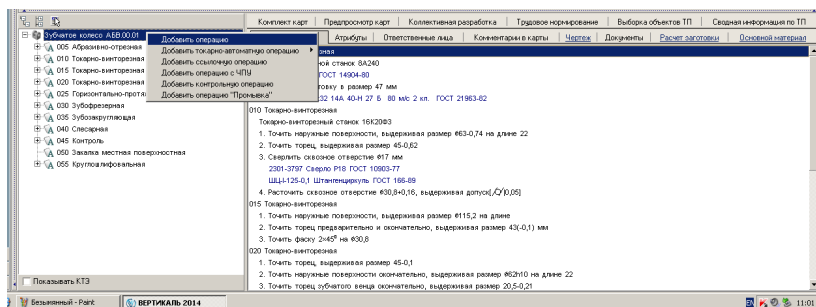 Комплект карт | Предпросмотр карт | Коллективная разработка | Трудовое нормирование | Выборка объектов ТП | Сводная информация по ТП
Атрибуты | Ответственные лица | Комментарии в карты | Чертеж | Документы | Расчет заготовки | Основной материал
Зубчатое колесо АБВ.00.01
005 Абразивно-отрезная
010 Токарно-винторезная
015 Токарно-винторезная
020 Токарно-винторезная
025 Горизонтально-протя
030 Зубофрезерная
035 Зубозакругляющая
040 Слесарная
045 Контроль
050 Закалка местная поверхностная
055 Круглошлифовальная
Показывать КТЭ
Добавить операцию
Добавить токарно-автоматную операцию
Добавить ссылочную операцию
Добавить операцию с ЧПУ
Добавить контрольную операцию
Добавить операцию "Промывка"
зная
ной станок 8А240
ГОСТ 14904-80
товку в размер 47 мм
32 14А 40-Н 27 Б 80 м/с 2 кл. ГОСТ 21963-82
010 Токарно-винторезная
Токарно-винторезный станок 16К20Ф3
1. Точить наружные поверхности, выдерживая размер ø63-0,74 на длине 22
2. Точить торец, выдерживая размер 45-0,62
3. Сверлить сквозное отверстие ø17 мм
2301-3797 Сверло Р18 ГОСТ 10903-77
ШЦ-I-125-0,1 Штангенциркуль ГОСТ 166-89
4. Расточить сквозное отверстие ø30,8+0,16, выдерживая допуск[⌭|0,05]
015 Токарно-винторезная
1. Точить наружные поверхности, выдерживая размер ø115,2 на длине
2. Точить торец предварительно и окончательно, выдерживая размер 43(-0,1) мм
3. Точить фаску 2×45° на ø30,8
020 Токарно-винторезная
1. Точить торец, выдерживая размер 45-0,1
2. Точить наружные поверхности окончательно, выдерживая размер ø62h10 на длине 22
3. Точить торец зубчатого венца окончательно, выдерживая размер 20,5-0,21
Безымянный - Paint
ВЕРТИКАЛЬ 2014
EN
11:01